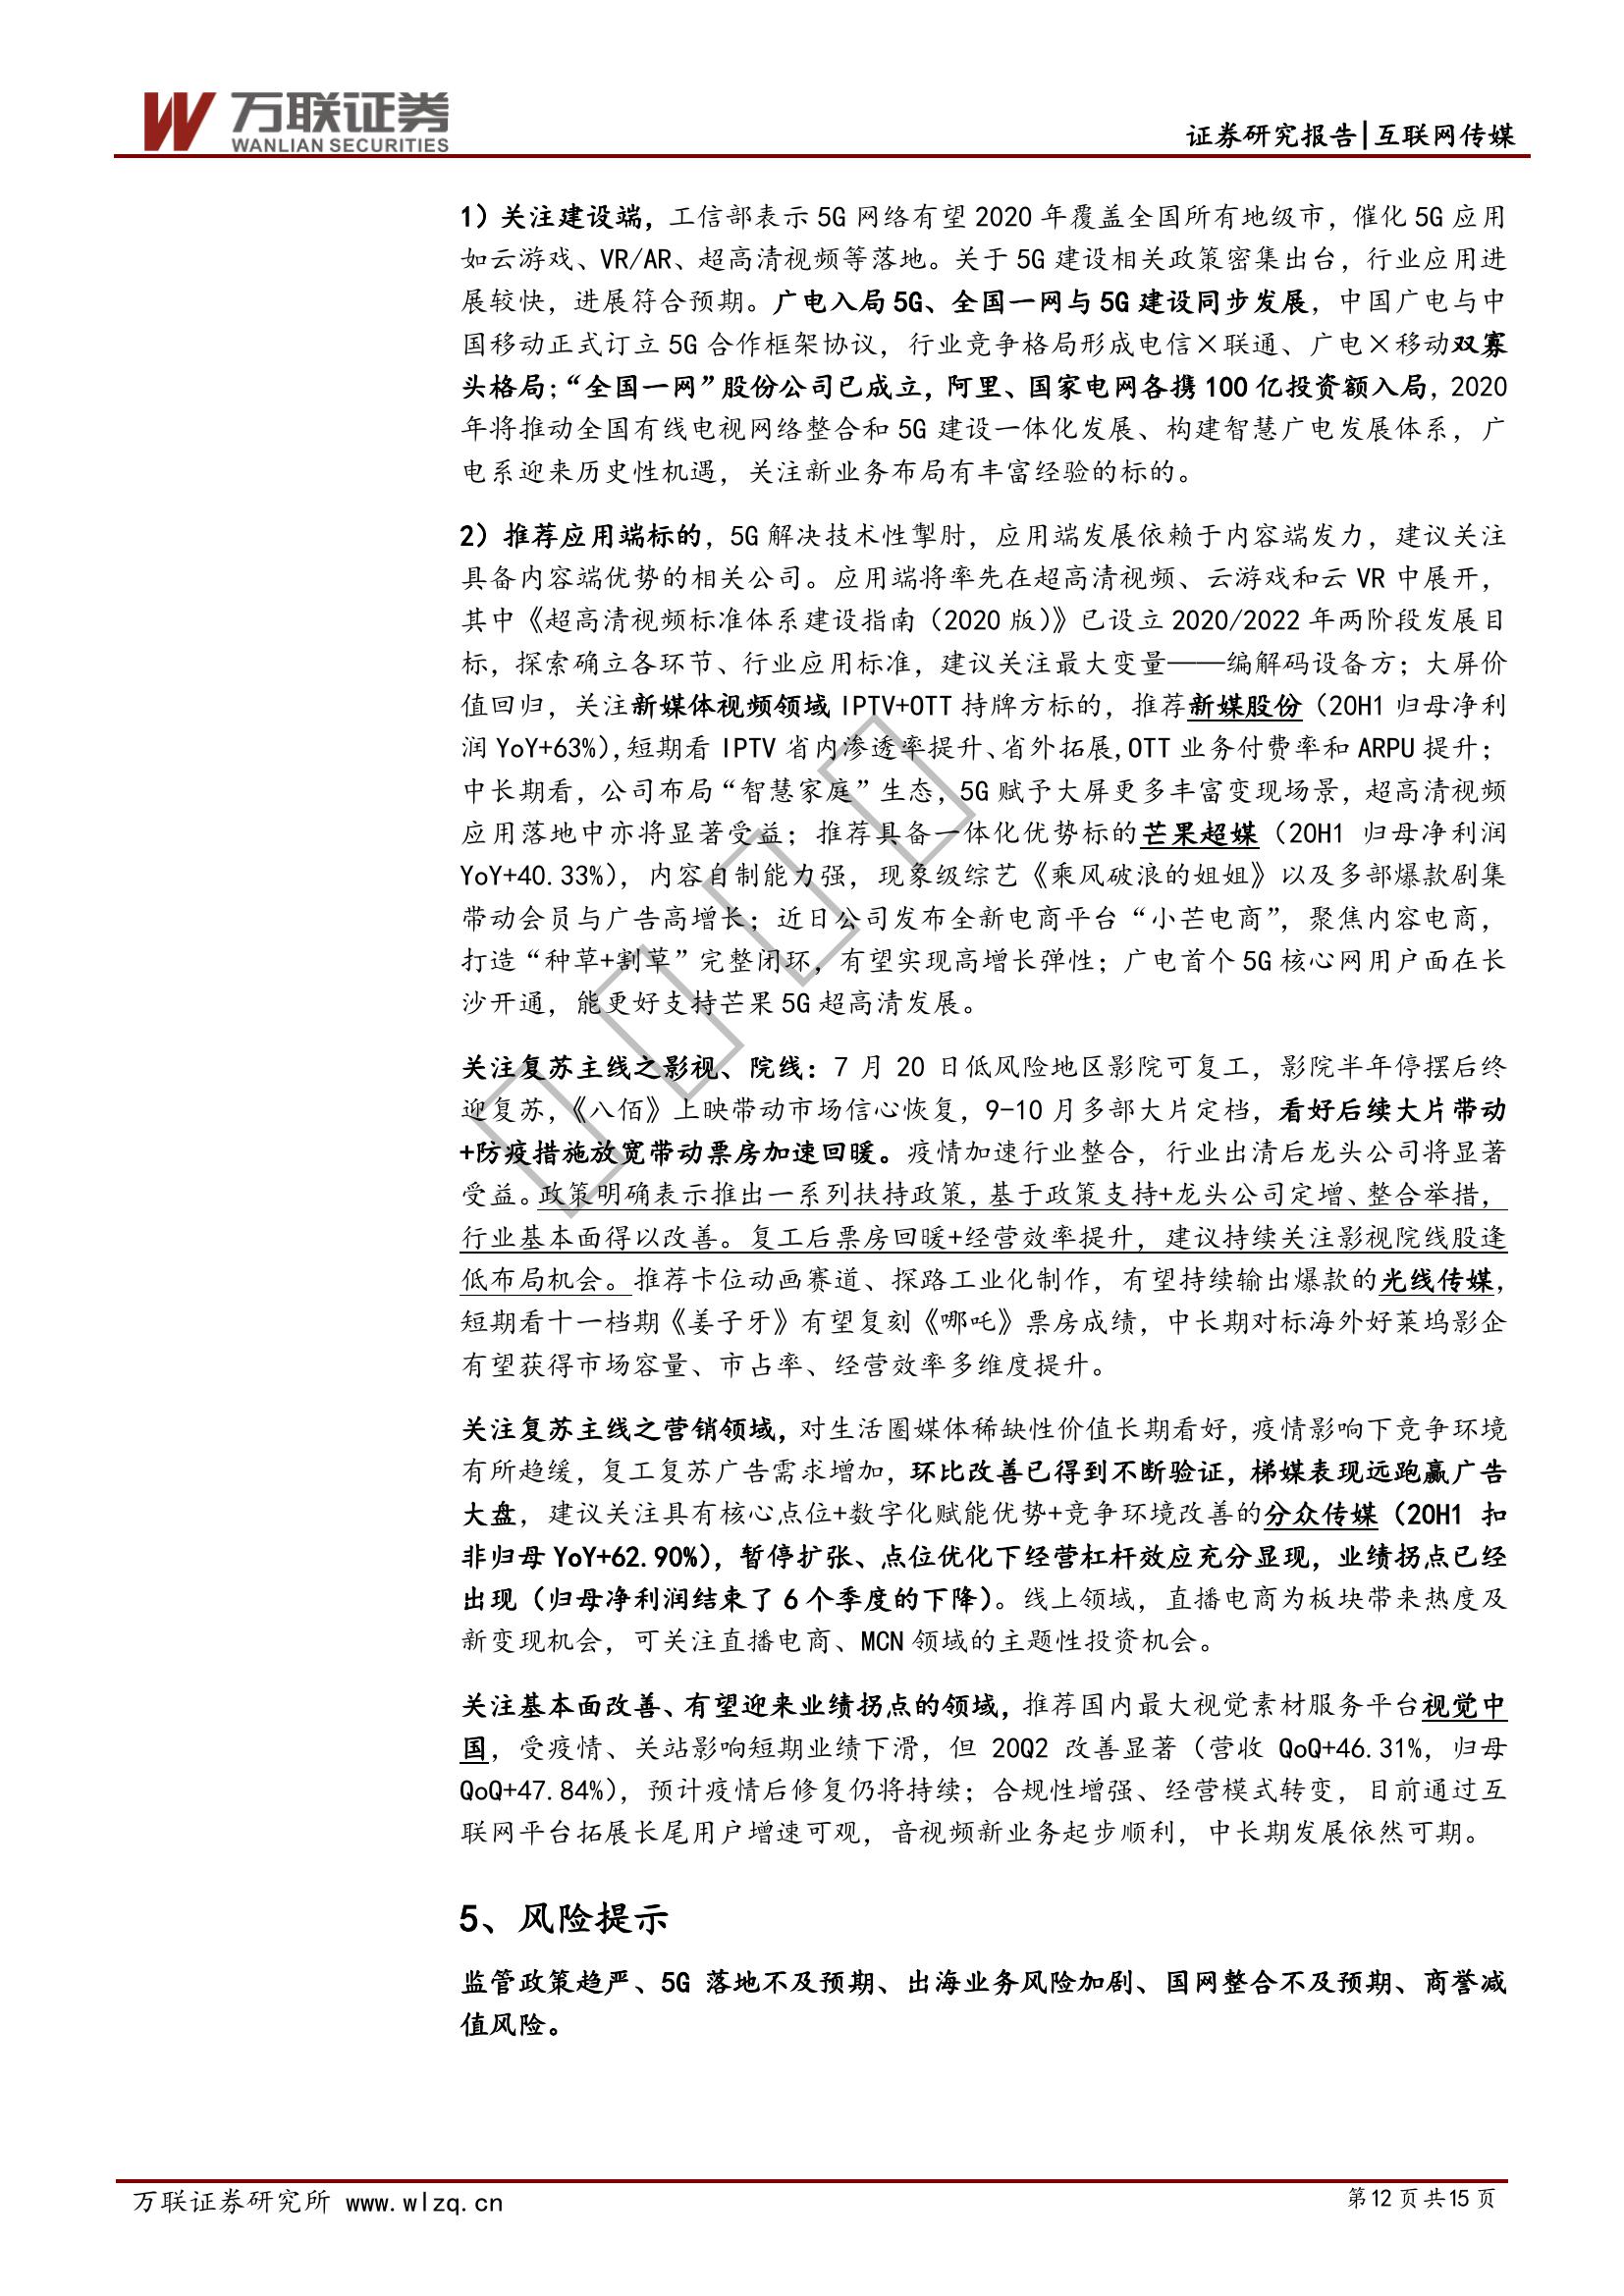 万联证券
WANLIAN SECURITIES
证券研究报告|互联网传媒
1）关注建设端，工信部表示 5G 网络有望 2020 年覆盖全国所有地级市，催化 5G 应用
如云游戏、VR/AR、超高清视频等落地。关于 5G 建设相关政策密集出台，行业应用进
展较快，进展符合预期。广电入局 5G、全国一网与 5G 建设同步发展，中国广电与中
国移动正式订立 5G 合作框架协议，行业竞争格局形成电信×联通、广电×移动双寡
头格局；“全国一网”股份公司已成立，阿里、国家电网各携 100 亿投资额入局，2020
年将推动全国有线电视网络整合和 5G 建设一体化发展、构建智慧广电发展体系，广
电系迎来历史性机遇，关注新业务布局有丰富经验的标的。
2）推荐应用端标的，5G 解决技术性掣肘，应用端发展依赖于内容端发力，建议关注
具备内容端优势的相关公司。应用端将率先在超高清视频、云游戏和云 VR 中展开，
其中《超高清视频标准体系建设指南（2020 版）》已设立 2020/2022 年两阶段发展目
标，探索确立各环节、行业应用标准，建议关注最大变量——编解码设备方；大屏价
值回归，关注新媒体视频领域 IPTV+OTT 持牌方标的，推荐新媒股份（20H1 归母净利
润 YoY+63%），短期看 IPTV 省内渗透率提升、省外拓展，OTT 业务付费率和 ARPU 提升；
中长期看，公司布局“智慧家庭”生态，5G 赋予大屏更多丰富变现场景，超高清视频
应用落地中亦将显著受益；推荐具备一体化优势标的芒果超媒（20H1 归母净利润
YoY+40.33%），内容自制能力强，现象级综艺《乘风破浪的姐姐》以及多部爆款剧集
带动会员与广告高增长；近日公司发布全新电商平台“小芒电商”，聚焦内容电商，
打造“种草+割草”完整闭环，有望实现高增长弹性；广电首个 5G 核心网用户面在长
沙开通，能更好支持芒果 5G 超高清发展。
关注复苏主线之影视、院线：7 月 20 日低风险地区影院可复工，影院半年停摆后终
迎复苏，《八佰》上映带动市场信心恢复，9-10 月多部大片定档，看好后续大片带动
+防疫措施放宽带动票房加速回暖。疫情加速行业整合，行业出清后龙头公司将显著
受益。政策明确表示推出一系列扶持政策，基于政策支持+龙头公司定增、整合举措，
行业基本面得以改善。复工后票房回暖+经营效率提升，建议持续关注影视院线股逢
低布局机会。推荐卡位动画赛道、探路工业化制作，有望持续输出爆款的光线传媒，
短期看十一档期《姜子牙》有望复刻《哪吒》票房成绩，中长期对标海外好莱坞影企
有望获得市场容量、市占率、经营效率多维度提升。
关注复苏主线之营销领域，对生活圈媒体稀缺性价值长期看好，疫情影响下竞争环境
有所趋缓，复工复苏广告需求增加，环比改善已得到不断验证，梯媒表现远跑赢广告
大盘，建议关注具有核心点位+数字化赋能优势+竞争环境改善的分众传媒（20H1 扣
非归母 YoY+62.90%），暂停扩张、点位优化下经营杠杆效应充分显现，业绩拐点已经
出现（归母净利润结束了 6 个季度的下降）。线上领域，直播电商为板块带来热度及
新变现机会，可关注直播电商、MCN 领域的主题性投资机会。
关注基本面改善、有望迎来业绩拐点的领域，推荐国内最大视觉素材服务平台视觉中
国，受疫情、关站影响短期业绩下滑，但 20Q2 改善显著（营收 QoQ+46.31%，归母
QoQ+47.84%），预计疫情后修复仍将持续；合规性增强、经营模式转变，目前通过互
联网平台拓展长尾用户增速可观，音视频新业务起步顺利，中长期发展依然可期。
5、风险提示
监管政策趋严、5G 落地不及预期、出海业务风险加剧、国网整合不及预期、商誉减
值风险。
万联证券研究所 www.wlzq.cn
第 12 页 共 15 页